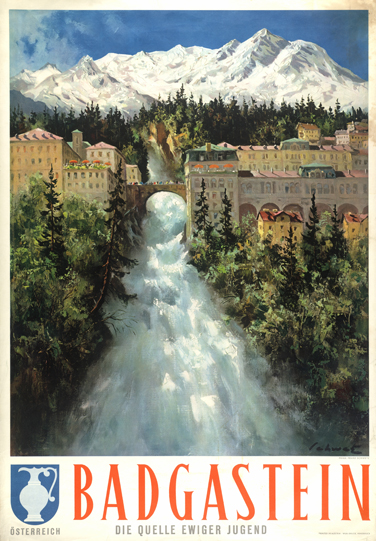 BADGASTEIN
ÖSTERREICH
DIE QUELLE EWIGER JUGEND